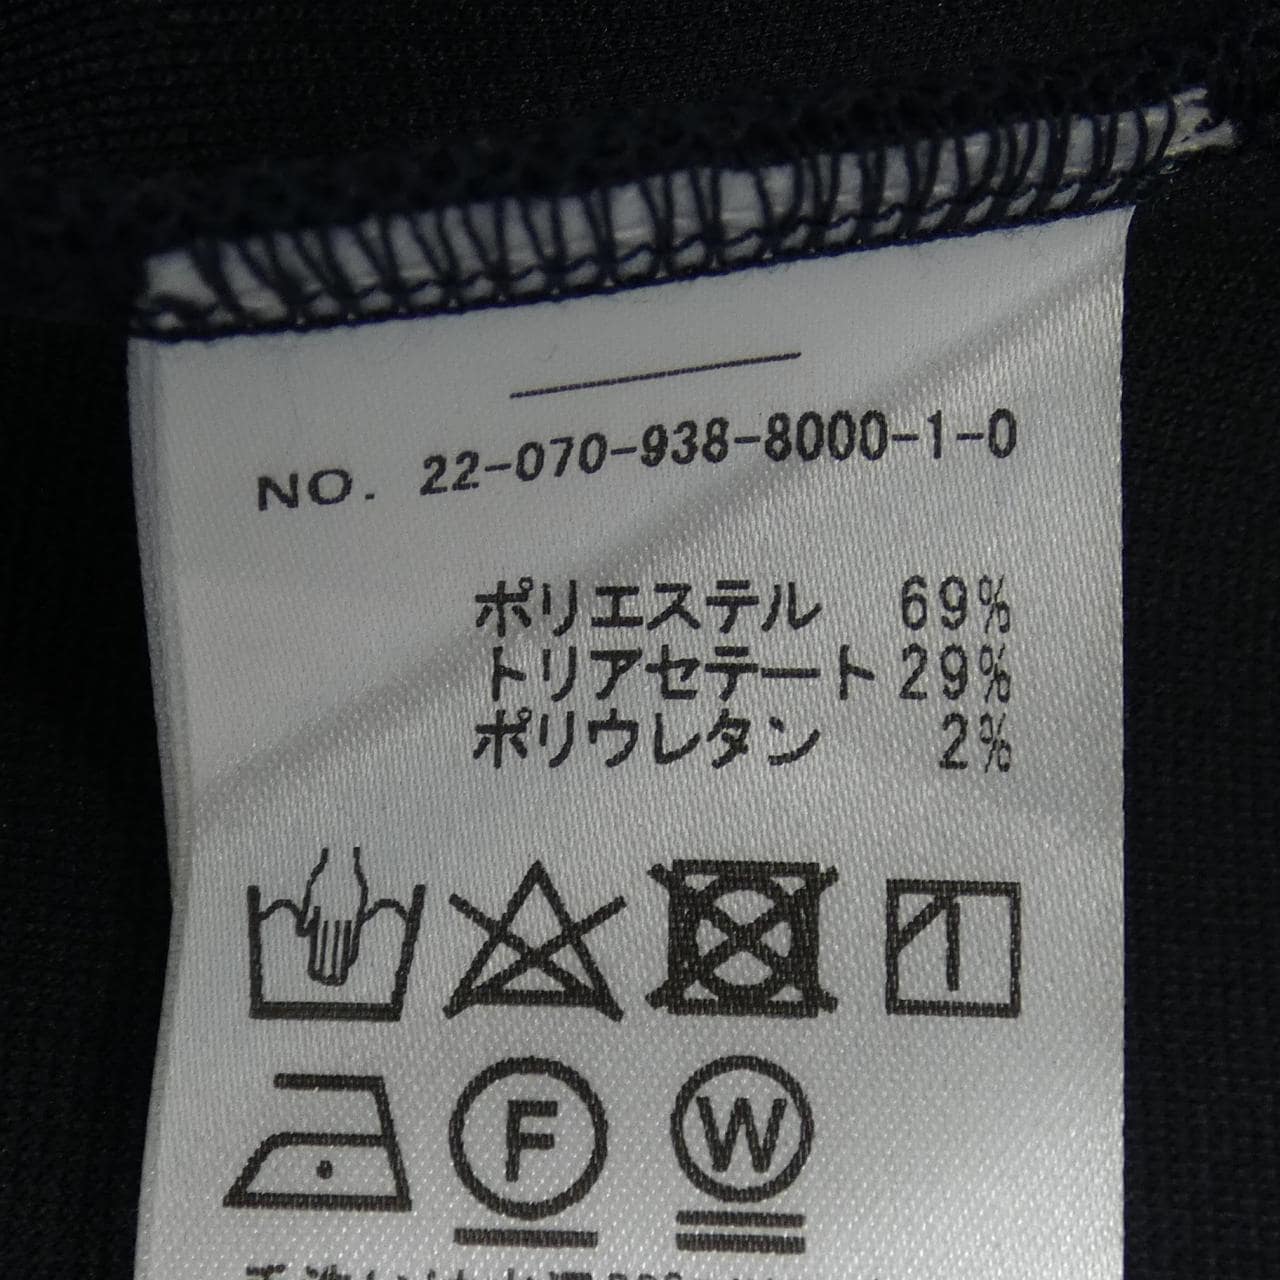 NO. 22-070-938-8000-1-0
ポリエステル 69%
トリアセテート 29%
ポリウレタン 2%
F W